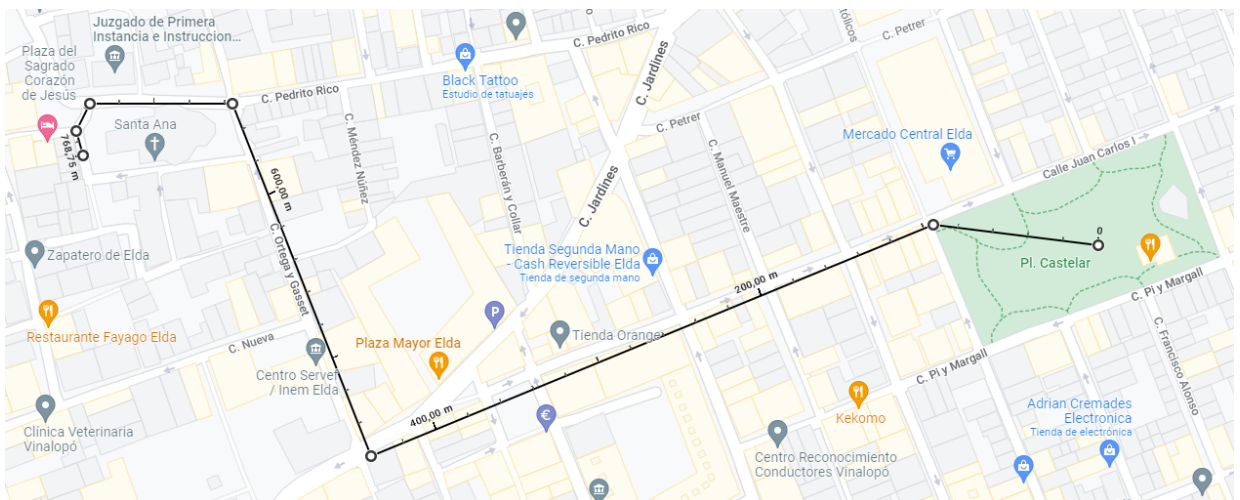 Juzgado de Primera
Instancia e Instruccion...
Plaza del
Sagrado
Corazón
de Jesús
C. Pedrito Rico
Black Tattoo
Estudio de tatuajes
C. Jardines
C. Petrer
C. Pedrito Rico
Santa Ana
768,75 m
C. Méndez Núñez
C. Barberán y Collar
C. Petrer
C. Manuel Maestre
Mercado Central Elda
Calle Juan Carlos I
600,00 m
C. Ortega y Gasset
C. Jardines
Zapatero de Elda
Tienda Segunda Mano
- Cash Reversible Elda
Tienda de segunda mano
0
Pl. Castelar
200,00 m
C. Pi y Margall
P
Restaurante Fayago Elda
C. Nueva
Plaza Mayor Elda
Tienda Orange
C. Pi y Margall
C. Francisco Alonso
Centro Servef
/ Inem Elda
400,00 m
€
Kekomo
Clínica Veterinaria
Vinalopó
Adrian Cremades
Electronica
Tienda de electrónica
Centro Reconocimiento
Conductores Vinalopó